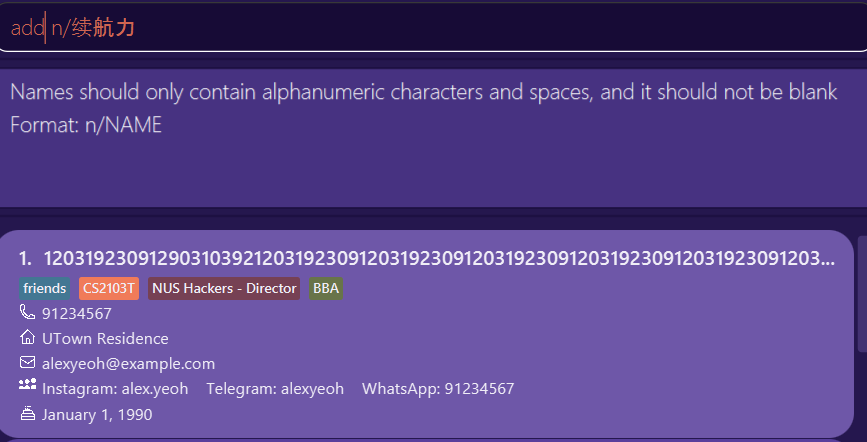 add n/续航力
Names should only contain alphanumeric characters and spaces, and it should not be blank
Format: n/NAME
1. 12031923091290310392120319230912031923091203192309120319230912031923091203...
friends CS2103T NUS Hackers - Director BBA
91234567
UTown Residence
alexyeoh@example.com
Instagram: alex.yeoh Telegram: alexyeoh WhatsApp: 91234567
January 1, 1990